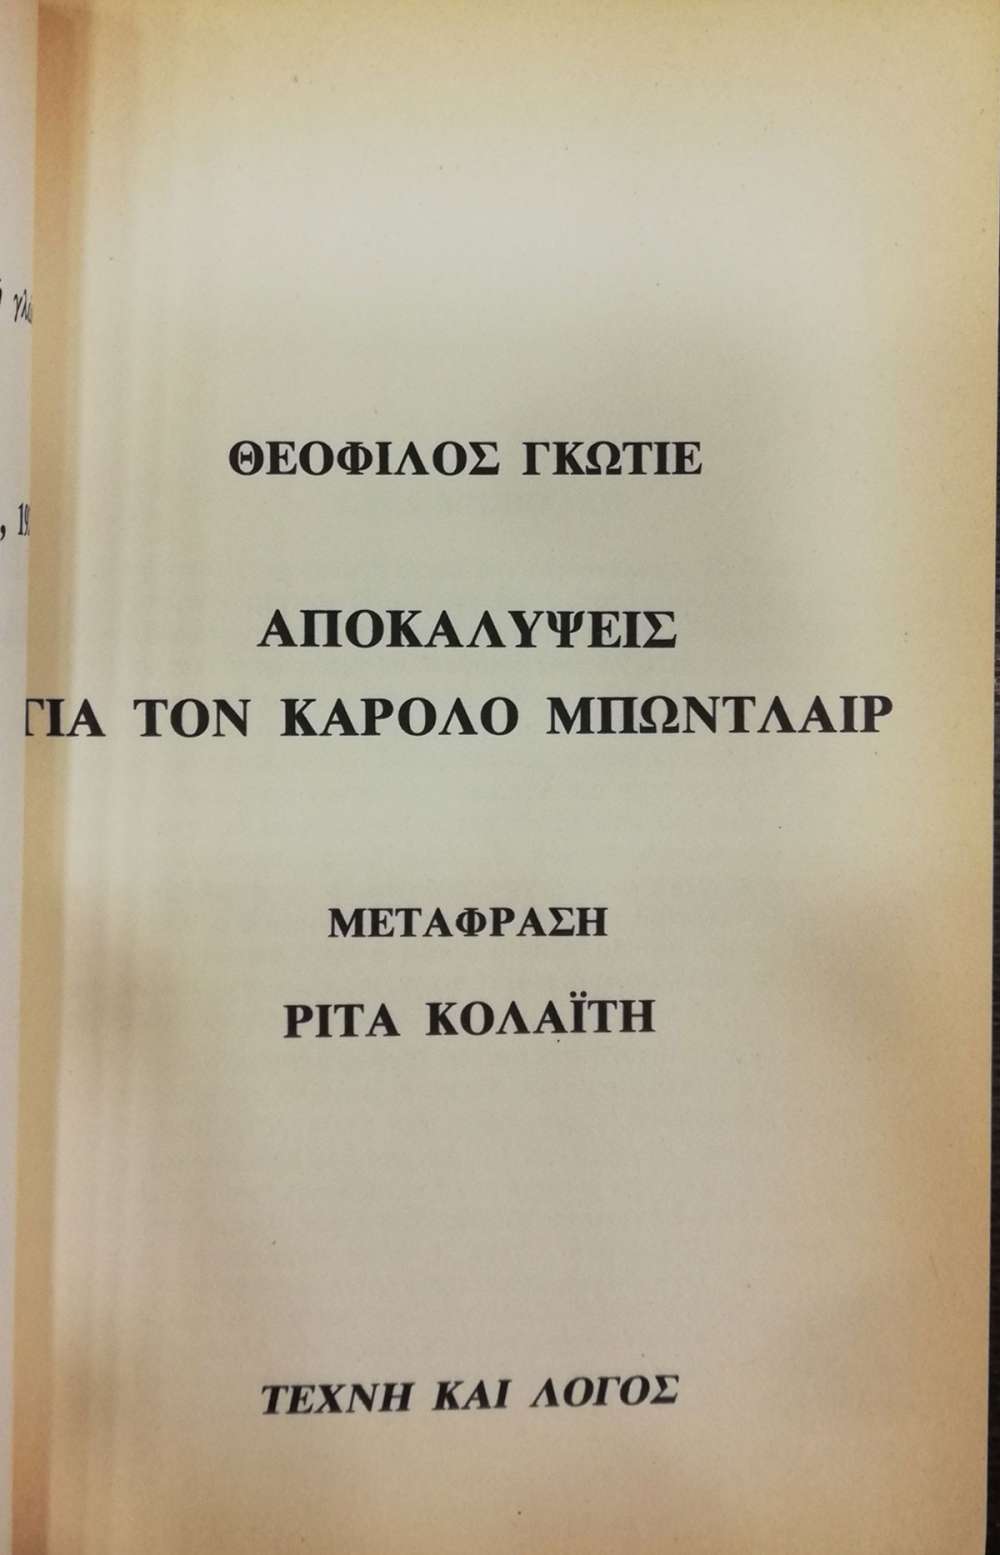 ΘΕΟΦΙΛΟΣ ΓΚΩΤΙΕ
ΑΠΟΚΑΛΥΨΕΙΣ
ΓΙΑ ΤΟΝ ΚΑΡΟΛΟ ΜΠΩΝΤΛΑΙΡ
ΜΕΤΑΦΡΑΣΗ
ΡΙΤΑ ΚΟΛΑΪΤΗ
ΤΕΧΝΗ ΚΑΙ ΛΟΓΟΣ